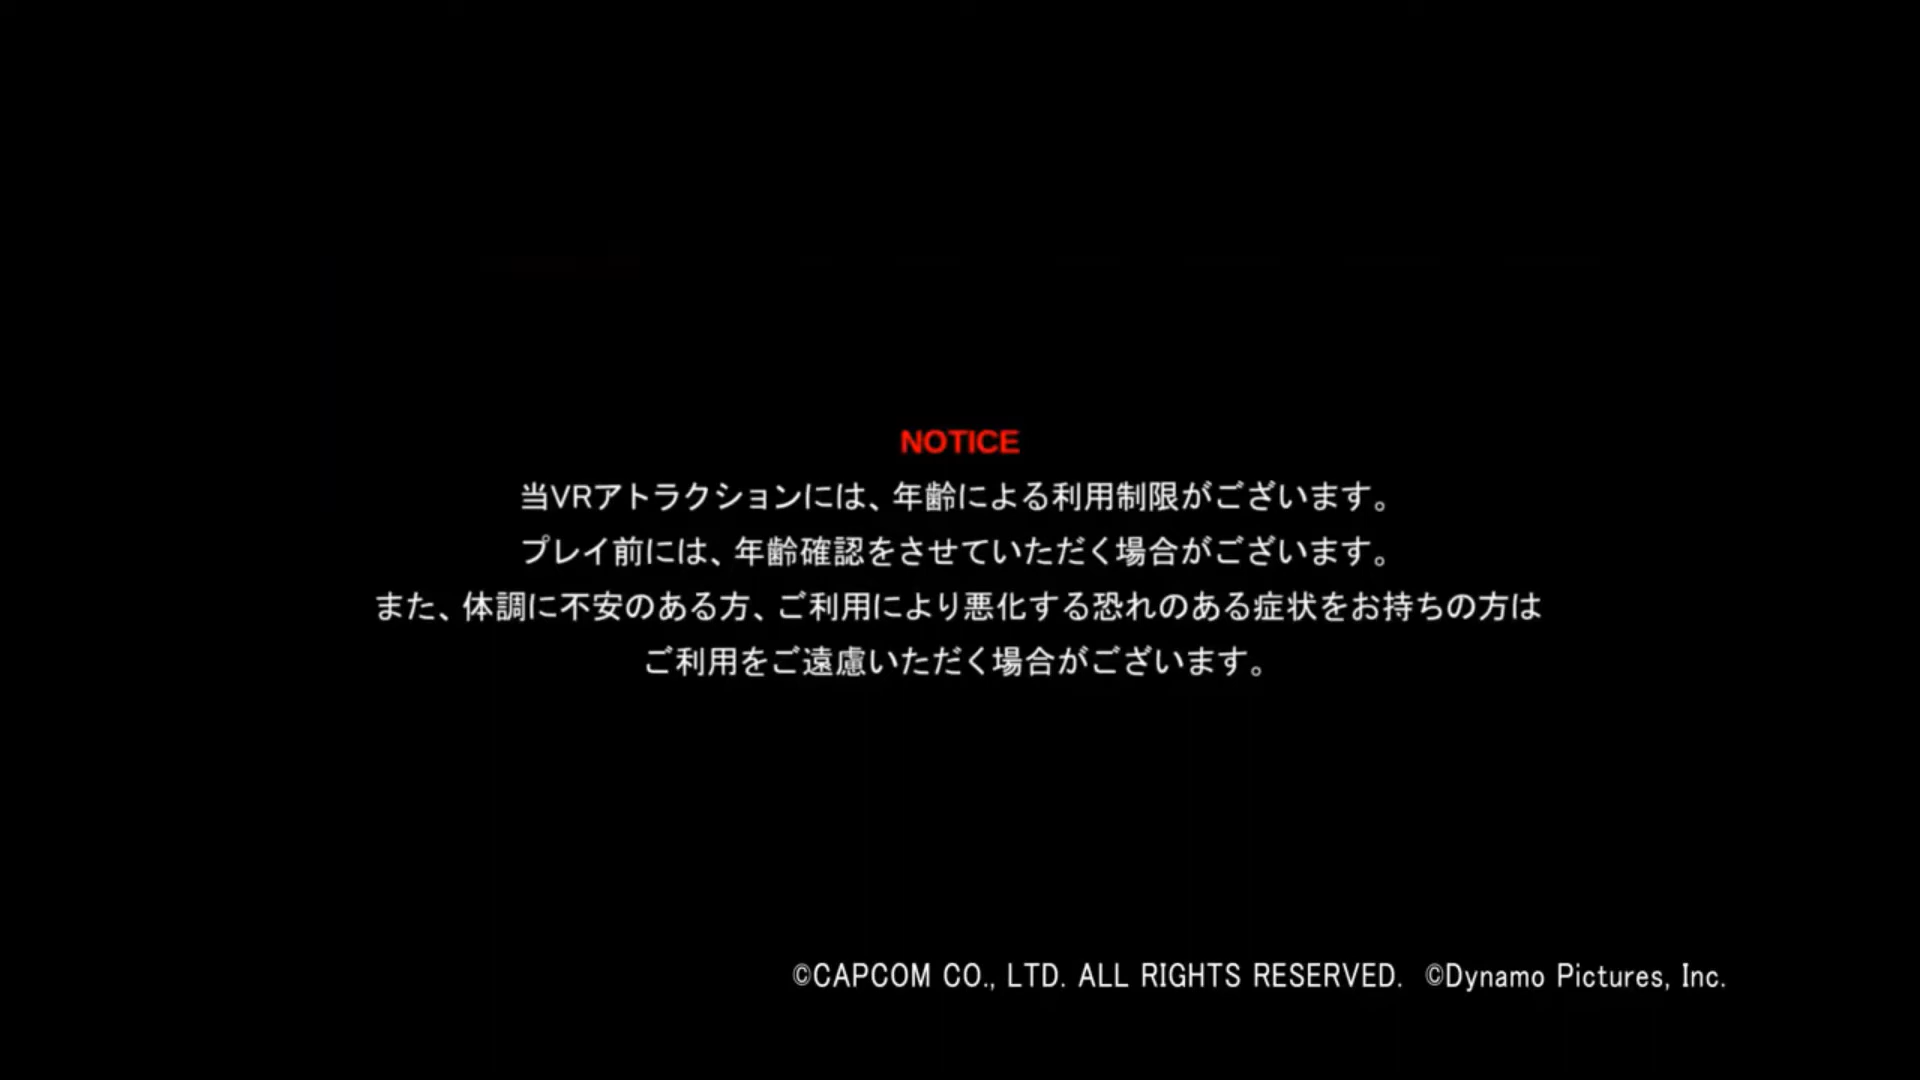 NOTICE
当VRアトラクションには、年齢による利用制限がございます。
プレイ前には、年齢確認をさせていただく場合がございます。
また、体調に不安のある方、ご利用により悪化する恐れのある症状をお持ちの方は
ご利用をご遠慮いただく場合がございます。
©CAPCOM CO., LTD. ALL RIGHTS RESERVED. ©Dynamo Pictures, Inc.